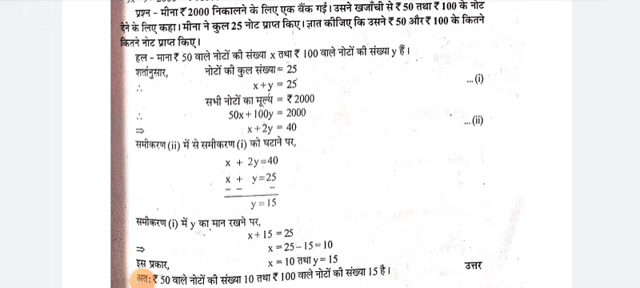 प्रश्न - मीना ₹ 2000 निकालने के लिए एक बैंक गई। उसने खजाँची से ₹ 50 तथा ₹ 100 के नोट
देने के लिए कहा। मीना ने कुल 25 नोट प्राप्त किए। ज्ञात कीजिए कि उसने ₹ 50 और ₹ 100 के कितने
कितने नोट प्राप्त किए।
हल - माना ₹ 50 वाले नोटों की संख्या x तथा ₹ 100 वाले नोटों की संख्या y है।
शर्तानुसार, नोटों की कुल संख्या = 25
∴ x + y = 25 ...(i)
सभी नोटों का मूल्य = ₹ 2000
∴ 50x + 100y = 2000
⇒ x + 2y = 40 ...(ii)
समीकरण (ii) में से समीकरण (i) को घटाने पर,
x + 2y = 40
x + y = 25
− − −
y = 15
समीकरण (i) में y का मान रखने पर,
x + 15 = 25
⇒ x = 25 − 15 = 10
इस प्रकार, x = 10 तथा y = 15 उत्तर
अतः ₹ 50 वाले नोटों की संख्या 10 तथा ₹ 100 वाले नोटों की संख्या 15 है।